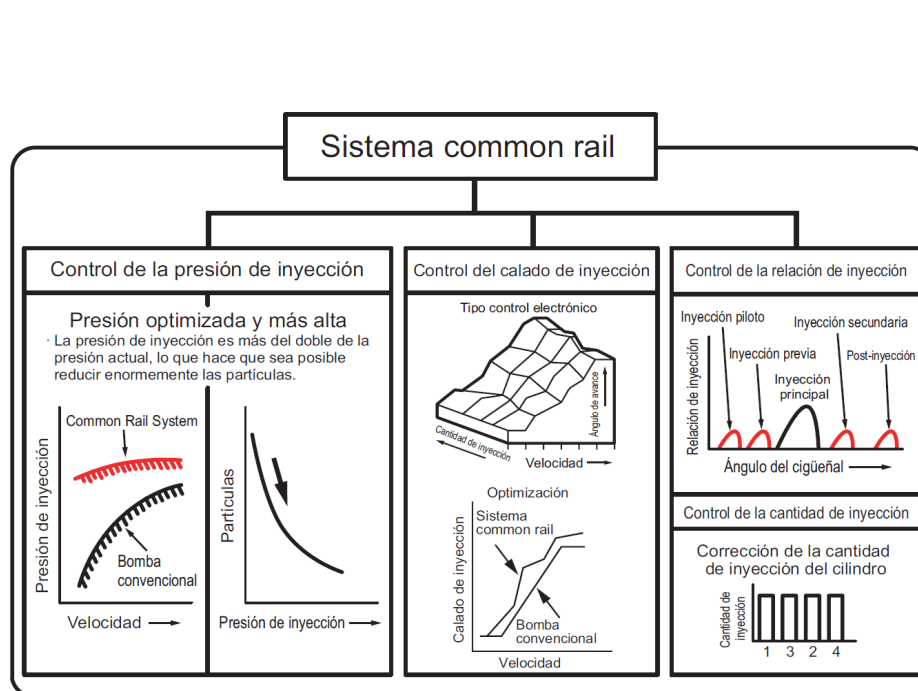 Sistema common rail
Control de la presión de inyección
Presión optimizada y más alta
· La presión de inyección es más del doble de la
presión actual, lo que hace que sea posible
reducir enormemente las partículas.
Common Rail System
Presión de inyección
Bomba
convencional
Velocidad
Partículas
Presión de inyección
Control del calado de inyección
Tipo control electrónico
Ángulo de avance
Cantidad de inyección
Velocidad
Optimización
Sistema
common rail
Calado de inyección
Bomba
convencional
Velocidad
Control de la relación de inyección
Inyección piloto
Inyección secundaria
Inyección previa
Post-inyección
Inyección
principal
Relación de inyección
Ángulo del cigüeñal
Control de la cantidad de inyección
Corrección de la cantidad
de inyección del cilindro
Cantidad de
inyección
1 3 2 4